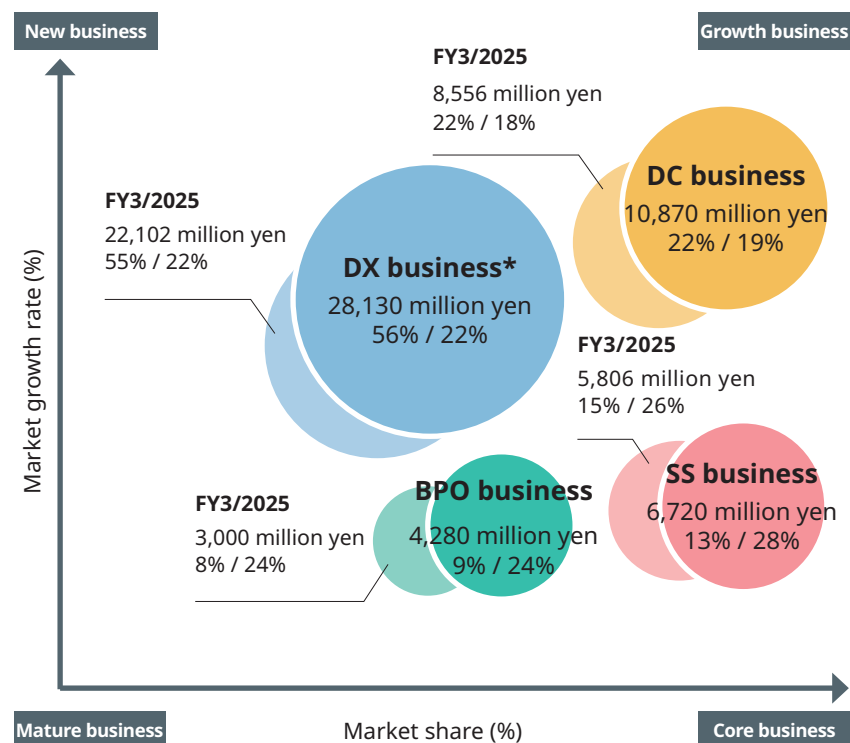 New business
Growth business
FY3/2025
8,556 million yen
22% / 18%
DC business
10,870 million yen
22% / 19%
FY3/2025
22,102 million yen
55% / 22%
DX business*
28,130 million yen
56% / 22%
FY3/2025
5,806 million yen
15% / 26%
SS business
6,720 million yen
13% / 28%
BPO business
4,280 million yen
9% / 24%
FY3/2025
3,000 million yen
8% / 24%
Market growth rate (%)
Mature business
Market share (%)
Core business